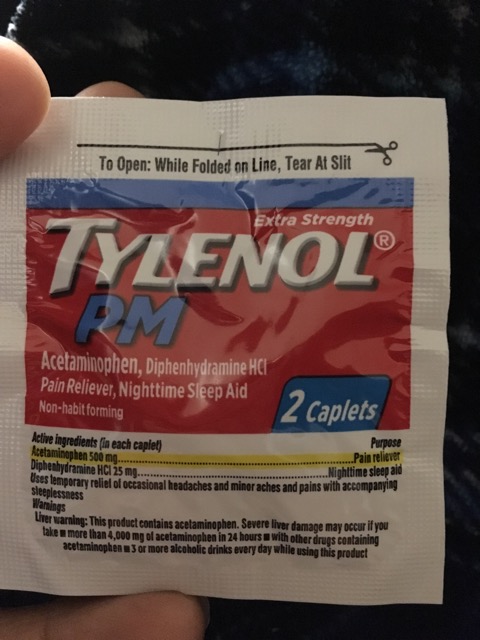 To Open: While Folded on Line, Tear At Slit
Extra Strength
TYLENOL®
PM
Acetaminophen, Diphenhydramine HCl
Pain Reliever, Nighttime Sleep Aid
Non-habit forming
2 Caplets
Active ingredients (in each caplet) Purpose
Acetaminophen 500 mg....................Pain reliever
Diphenhydramine HCl 25 mg....................Nighttime sleep aid
Uses temporary relief of occasional headaches and minor aches and pains with accompanying
sleeplessness
Warnings
Liver warning: This product contains acetaminophen. Severe liver damage may occur if you
take ■ more than 4,000 mg of acetaminophen in 24 hours ■ with other drugs containing
acetaminophen ■ 3 or more alcoholic drinks every day while using this product